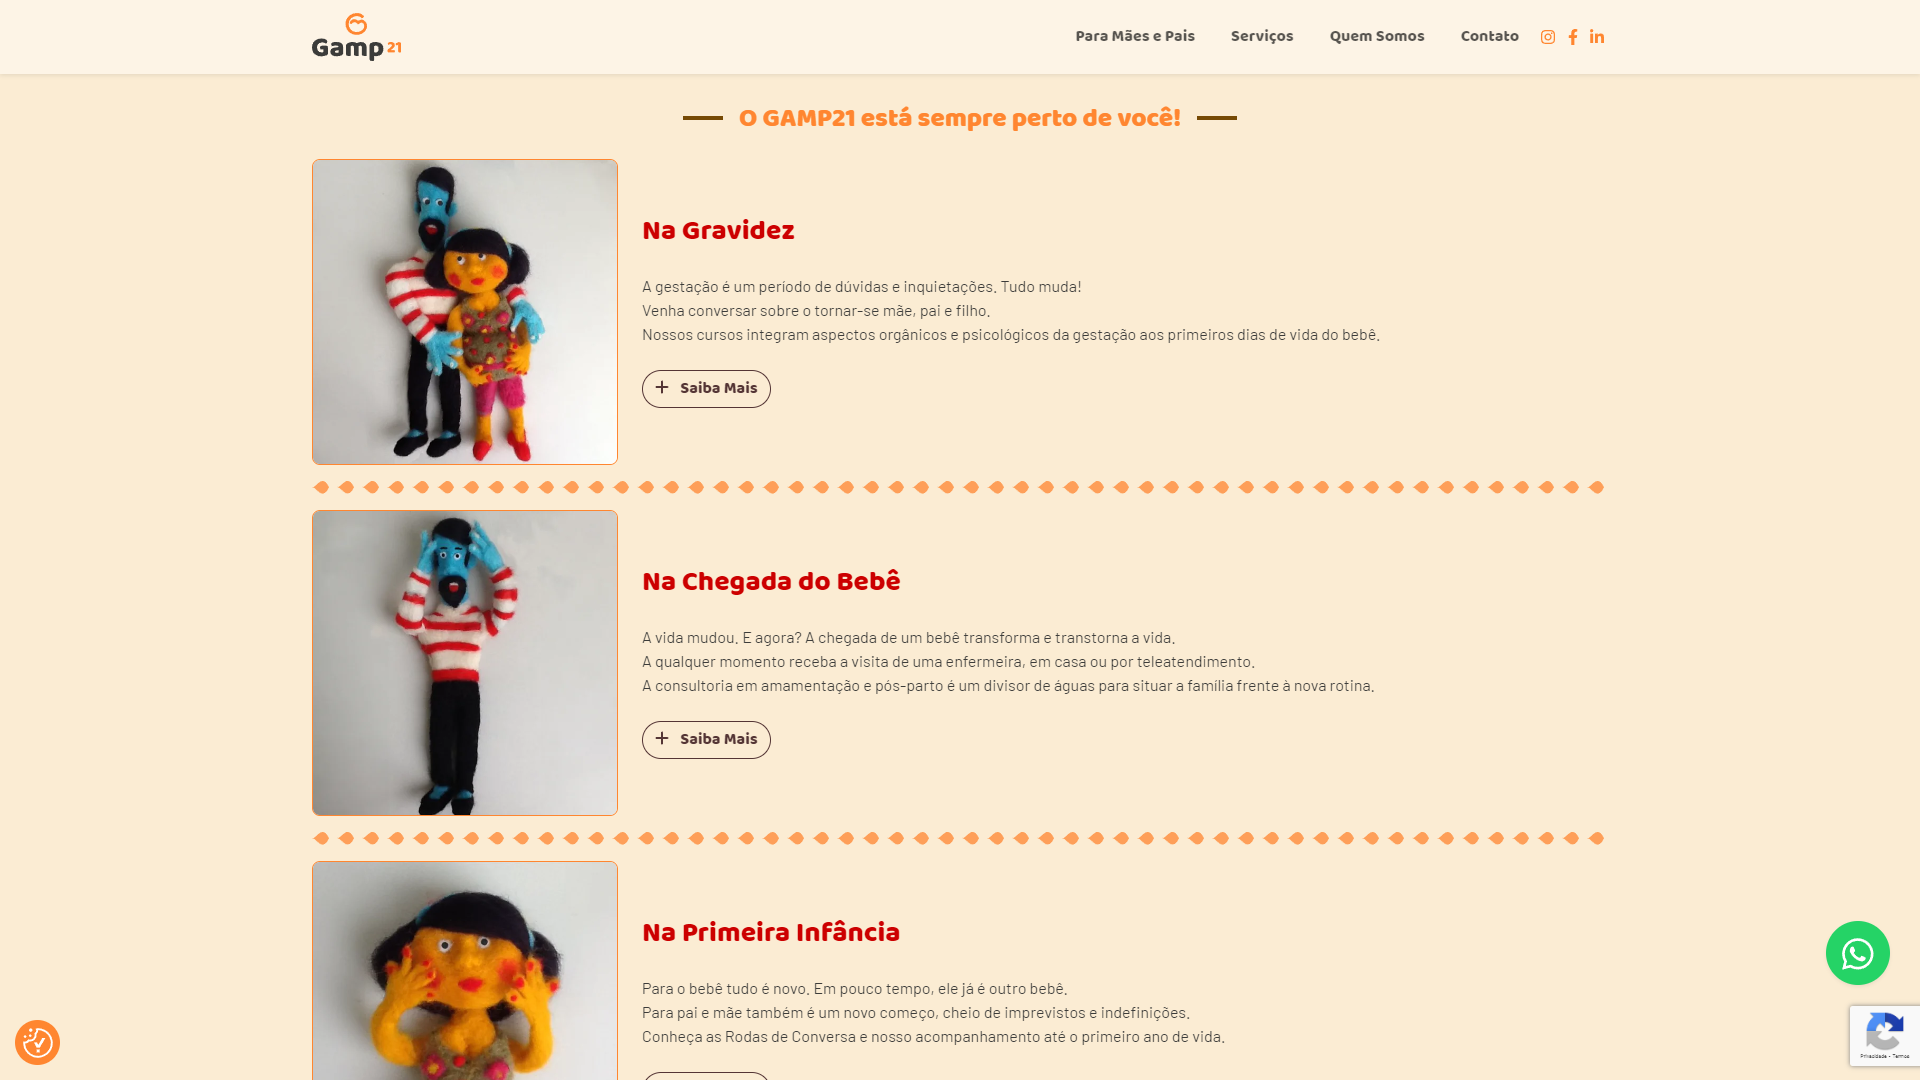 Gamp 21
Para Mães e Pais
Serviços
Quem Somos
Contato
O GAMP21 está sempre perto de você!
Na Gravidez
A gestação é um período de dúvidas e inquietações. Tudo muda!
Venha conversar sobre o tornar-se mãe, pai e filho.
Nossos cursos integram aspectos orgânicos e psicológicos da gestação aos primeiros dias de vida do bebê.
Saiba Mais
Na Chegada do Bebê
A vida mudou. E agora? A chegada de um bebê transforma e transtorna a vida.
A qualquer momento receba a visita de uma enfermeira, em casa ou por teleatendimento.
A consultoria em amamentação e pós-parto é um divisor de águas para situar a família frente à nova rotina.
Saiba Mais
Na Primeira Infância
Para o bebê tudo é novo. Em pouco tempo, ele já é outro bebê.
Para pai e mãe também é um novo começo, cheio de imprevistos e indefinições.
Conheça as Rodas de Conversa e nosso acompanhamento até o primeiro ano de vida.
Privacidade - Termos